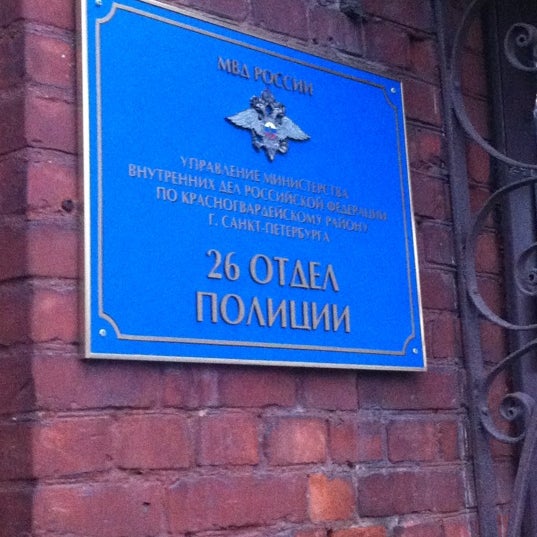 МВД РОССИИ
УПРАВЛЕНИЕ МИНИСТЕРСТВА
ВНУТРЕННИХ ДЕЛ РОССИЙСКОЙ ФЕДЕРАЦИИ
ПО КРАСНОГВАРДЕЙСКОМУ РАЙОНУ
Г. САНКТ-ПЕТЕРБУРГА
26 ОТДЕЛ
ПОЛИЦИИ